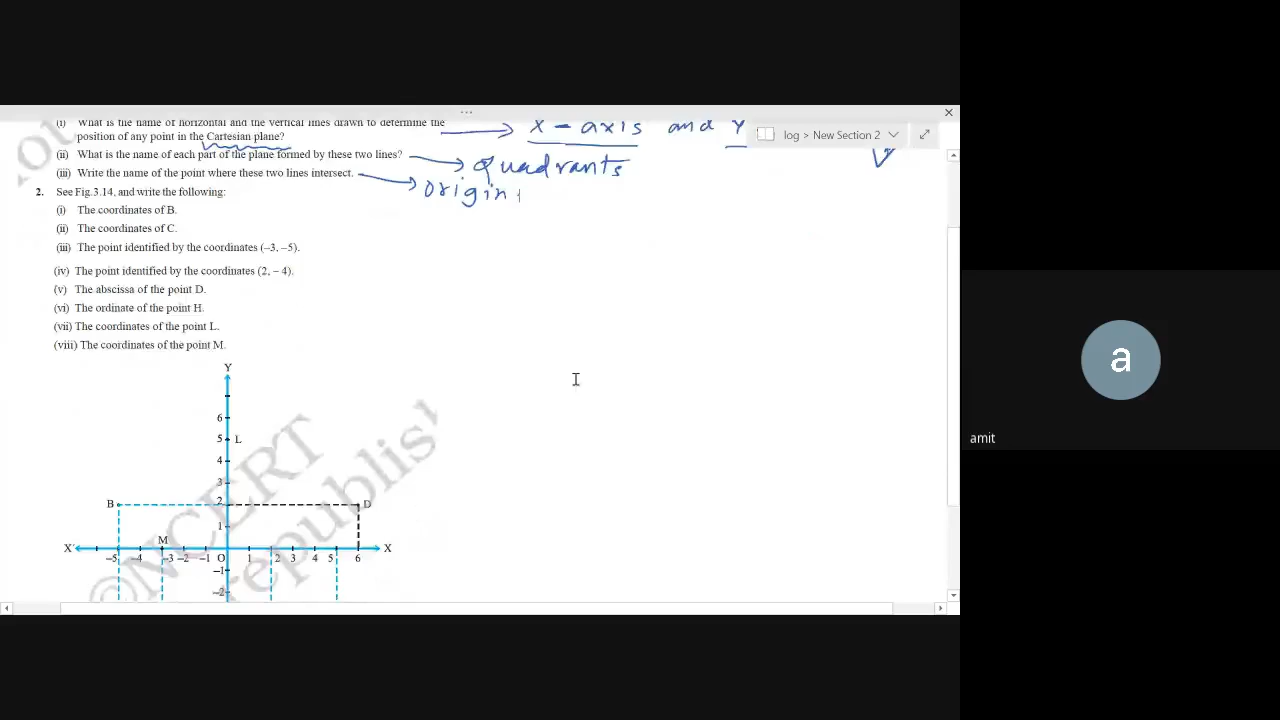 (i) What is the name of horizontal and the vertical lines drawn to determine the
position of any point in the Cartesian plane?
X - axis and Y
log > New Section 2
(ii) What is the name of each part of the plane formed by these two lines?
Quadrants
(iii) Write the name of the point where these two lines intersect.
origin
2. See Fig.3.14, and write the following:
(i) The coordinates of B.
(ii) The coordinates of C.
(iii) The point identified by the coordinates (–3, –5).
(iv) The point identified by the coordinates (2, – 4).
(v) The abscissa of the point D.
(vi) The ordinate of the point H.
(vii) The coordinates of the point L.
(viii) The coordinates of the point M.
Y
6
5 L
4
3
B 2 D
1
M
X′ X
–5 –4 –3 –2 –1 O 1 2 3 4 5 6
–1
–2
©NCERT
republis
a
amit